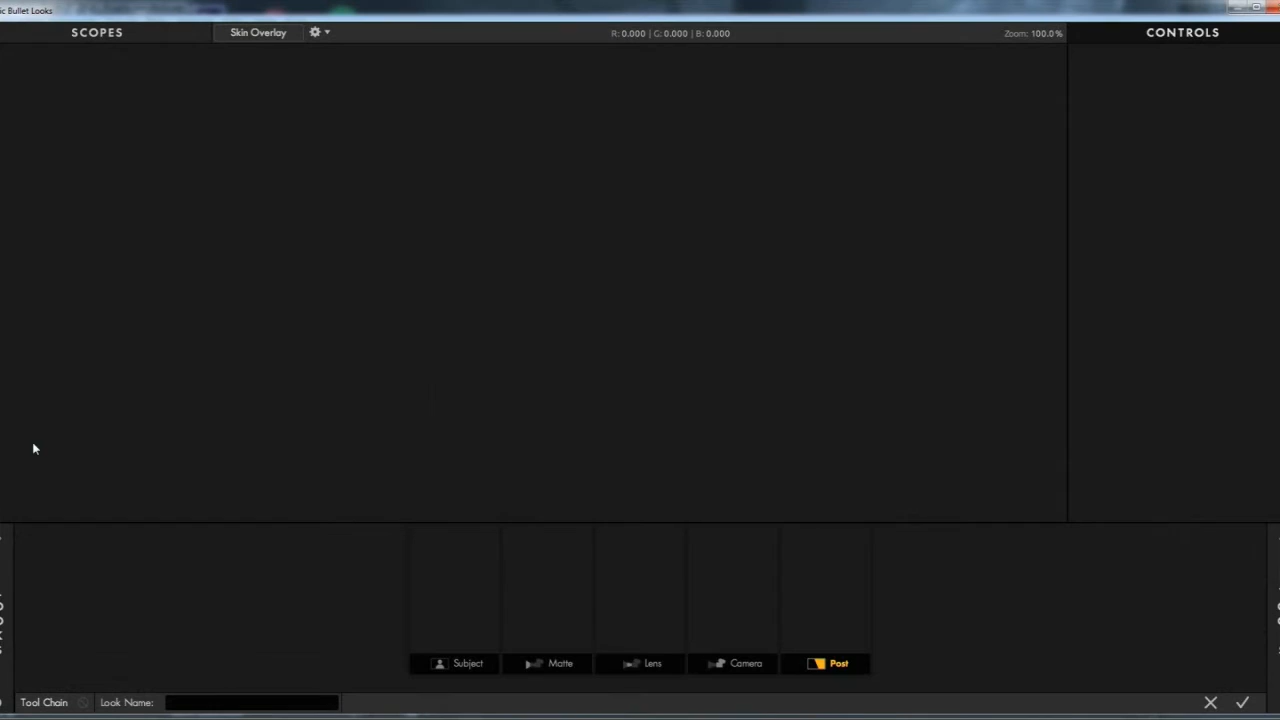 ic Bullet Looks
SCOPES
Skin Overlay
R: 0.000 | G: 0.000 | B: 0.000
Zoom: 100.0%
CONTROLS
Subject
Matte
Lens
Camera
Post
Tool Chain
Look Name: